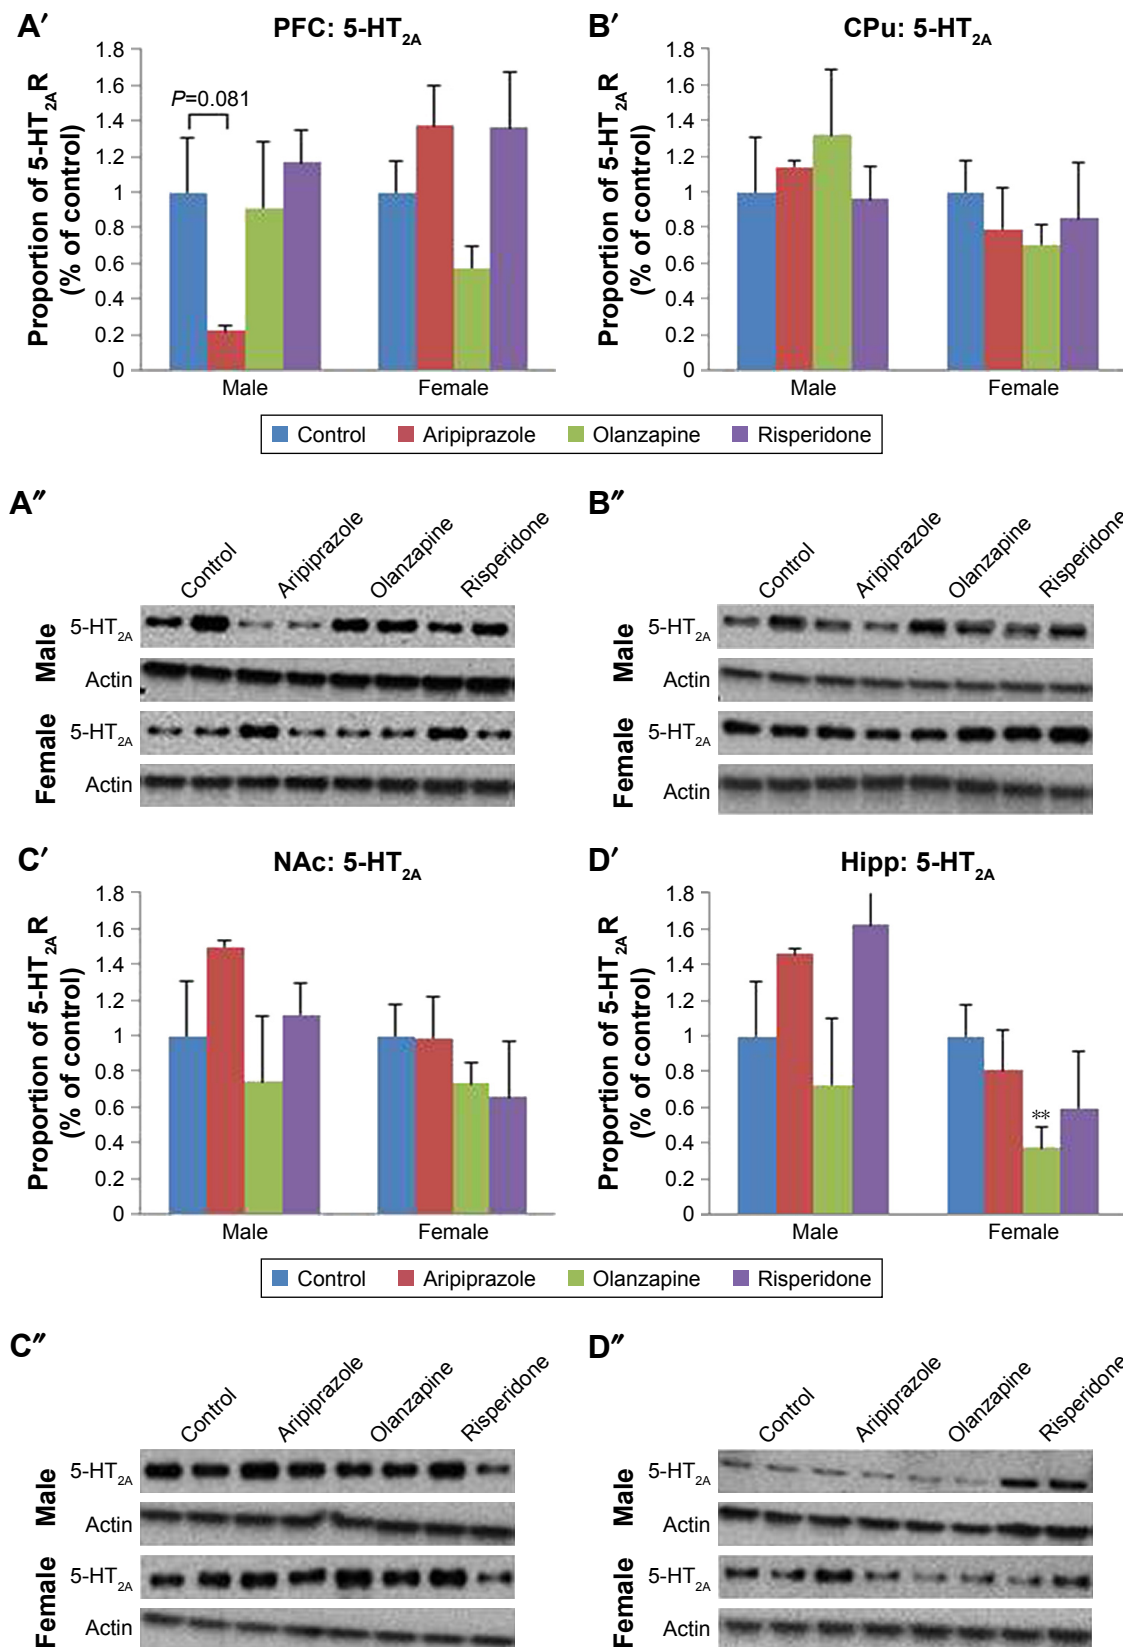 A′ PFC: 5-HT2A
Proportion of 5-HT2AR
(% of control)
1.8
1.6
1.4
1.2
1
0.8
0.6
0.4
0.2
0
P=0.081
Male Female
B′ CPu: 5-HT2A
Proportion of 5-HT2AR
(% of control)
1.8
1.6
1.4
1.2
1
0.8
0.6
0.4
0.2
0
Male Female
Control Aripiprazole Olanzapine Risperidone
A″
Control Aripiprazole Olanzapine Risperidone
Male
5-HT2A
Actin
Female
5-HT2A
Actin
B″
Control Aripiprazole Olanzapine Risperidone
Male
5-HT2A
Actin
Female
5-HT2A
Actin
C′ NAc: 5-HT2A
Proportion of 5-HT2AR
(% of control)
1.8
1.6
1.4
1.2
1
0.8
0.6
0.4
0.2
0
Male Female
D′ Hipp: 5-HT2A
Proportion of 5-HT2AR
(% of control)
1.8
1.6
1.4
1.2
1
0.8
0.6
0.4
0.2
0
**
Male Female
Control Aripiprazole Olanzapine Risperidone
C″
Control Aripiprazole Olanzapine Risperidone
Male
5-HT2A
Actin
Female
5-HT2A
Actin
D″
Control Aripiprazole Olanzapine Risperidone
Male
5-HT2A
Actin
Female
5-HT2A
Actin